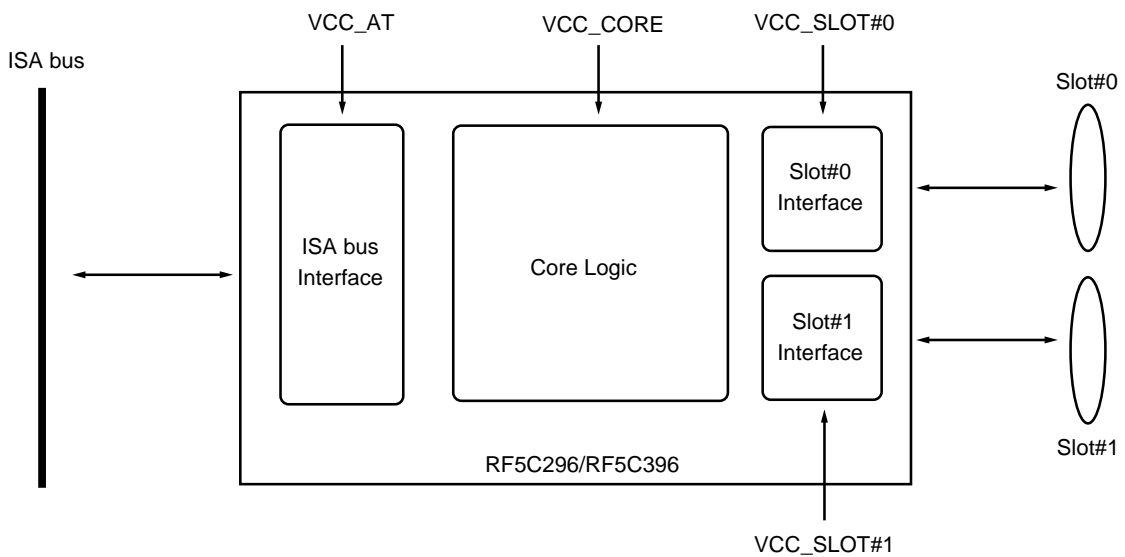 VCC_AT
VCC_CORE
VCC_SLOT#0
ISA bus
Slot#0
Slot#0
Interface
ISA bus
Interface
Core Logic
Slot#1
Interface
Slot#1
RF5C296/RF5C396
VCC_SLOT#1